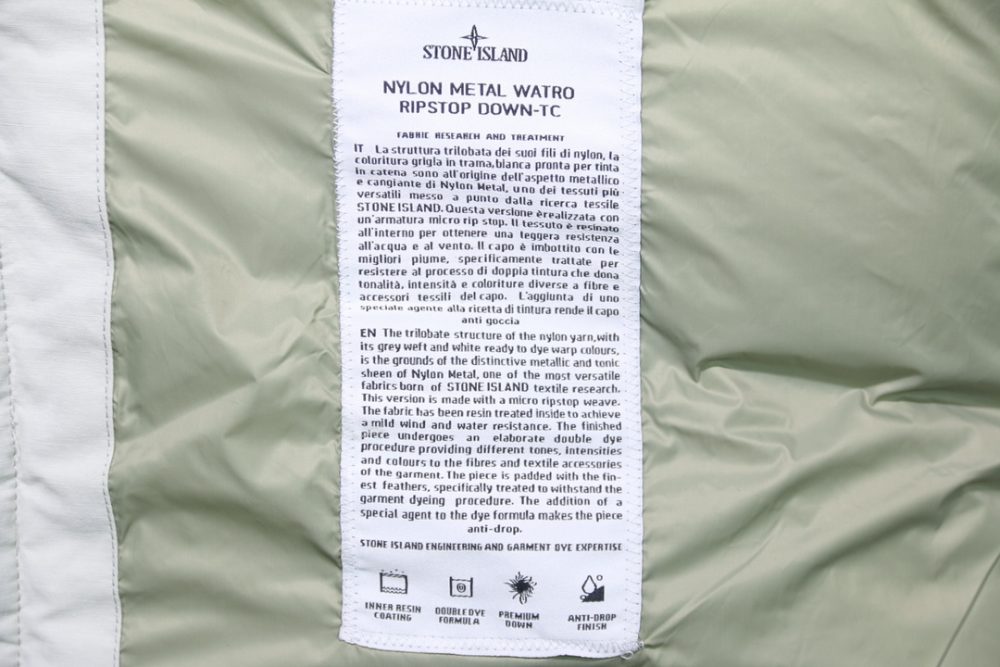 STONE ISLAND
NYLON METAL WATRO
RIPSTOP DOWN-TC
FABRIC RESEARCH AND TREATMENT
IT La struttura trilobata dei suoi fili di nylon, la
coloritura grigia in trama,bianca pronta per tinta
in catena sono all'origine dell'aspetto metallico
e cangiante di Nylon Metal, uno dei tessuti più
versatili messo a punto dalla ricerca tessile
STONE ISLAND. Questa versione èrealizzata con
un'armatura micro rip stop. Il tessuto è resinato
all'interno per ottenere una leggera resistenza
all'acqua e al vento. Il capo è imbottito con le
migliori piume, specificamente trattate per
resistere al processo di doppia tintura che dona
tonalità, intensità e coloriture diverse a fibre e
accessori tessili del capo. L'aggiunta di uno
speciale agente alla ricetta di tintura rende il capo
anti goccia
EN The trilobate structure of the nylon yarn,with
its grey weft and white ready to dye warp colours,
is the grounds of the distinctive metallic and tonic
sheen of Nylon Metal, one of the most versatile
fabrics born of STONE ISLAND textile research.
This version is made with a micro ripstop weave.
The fabric has been resin treated inside to achieve
a mild wind and water resistance. The finished
piece undergoes an elaborate double dye
procedure providing different tones, intensities
and colours to the fibres and textile accessories
of the garment. The piece is padded with the fin-
est feathers, specifically treated to withstand the
garment dyeing procedure. The addition of a
special agent to the dye formula makes the piece
anti-drop.
STONE ISLAND ENGINEERING AND GARMENT DYE EXPERTISE
INNER RESIN
COATING
DOUBLE DYE
FORMULA
PREMIUM
DOWN
ANTI-DROP
FINISH